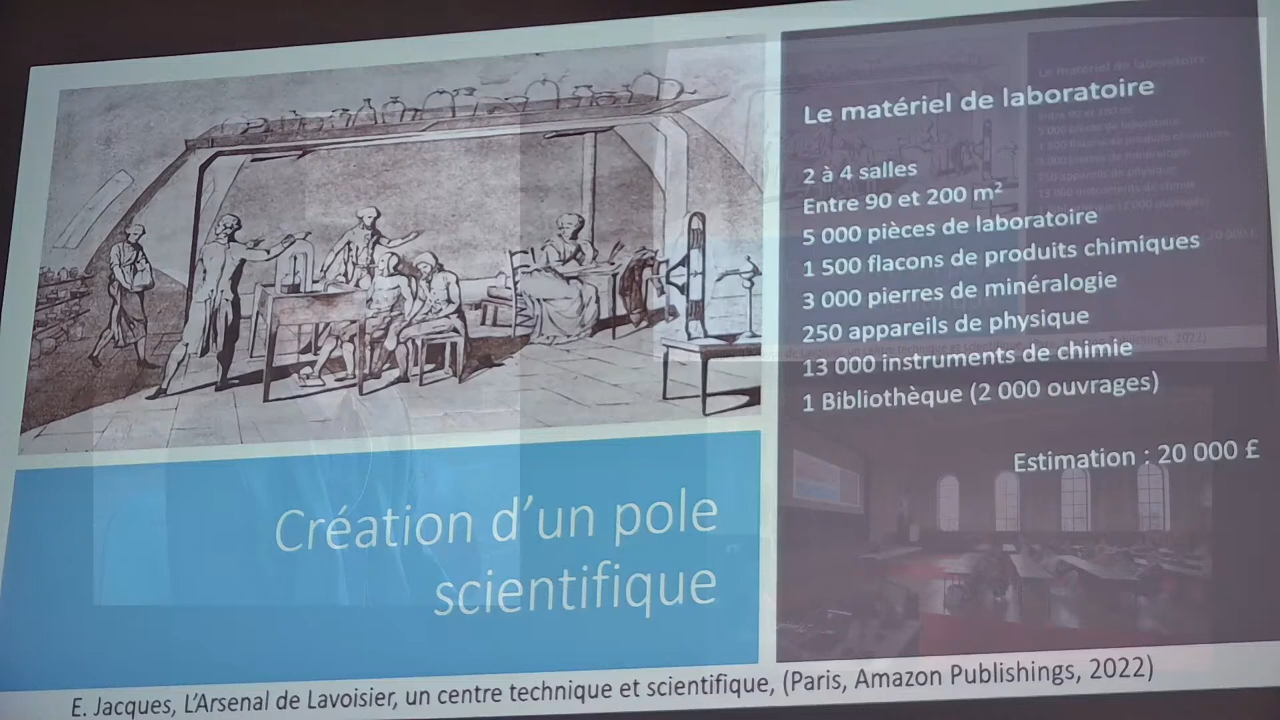 Le matériel de laboratoire
2 à 4 salles
Entre 90 et 200 m²
5 000 pièces de laboratoire
1 500 flacons de produits chimiques
3 000 pierres de minéralogie
250 appareils de physique
13 000 instruments de chimie
1 Bibliothèque (2 000 ouvrages)
Estimation : 20 000 £
Création d'un pole
scientifique
E. Jacques, L'Arsenal de Lavoisier, un centre technique et scientifique, (Paris, Amazon Publishings, 2022)